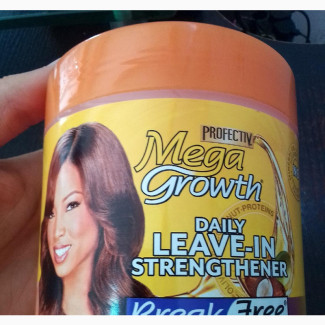 PROFECTIV
Mega
Growth
DAILY
LEAVE-IN
STRENGTHENER
Break Free